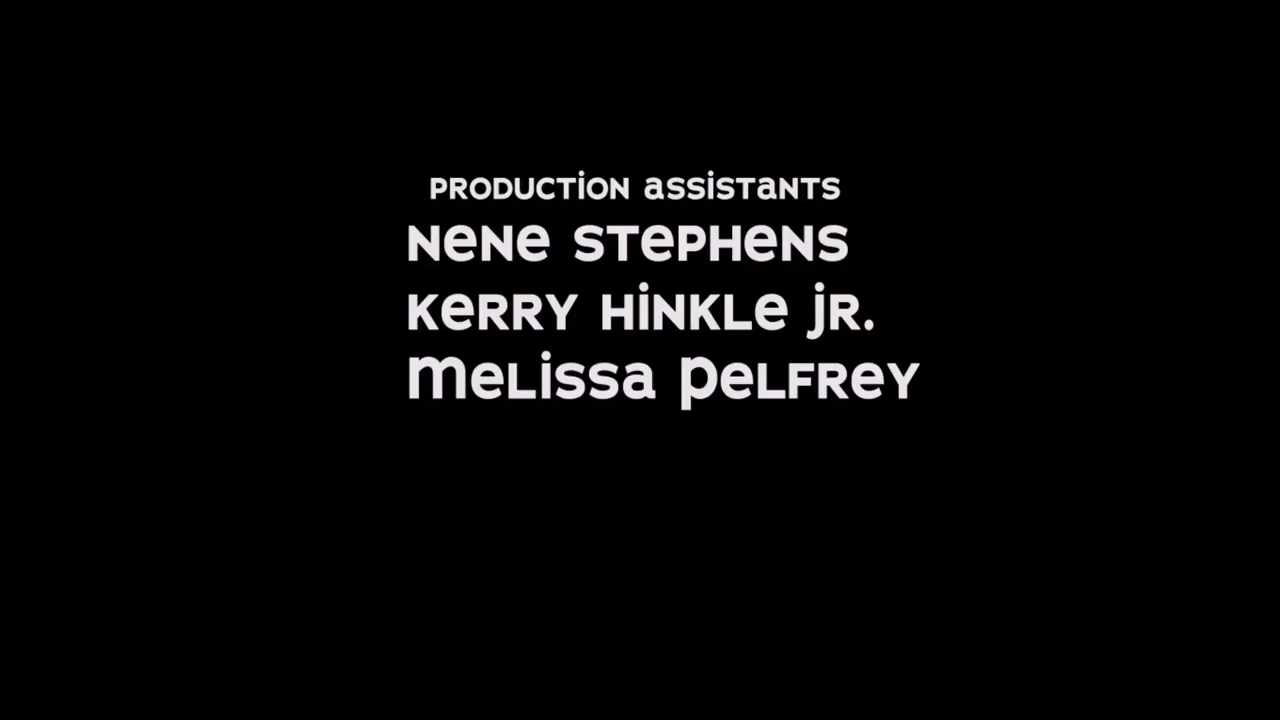 PRODUCTiON aSSiSTaNTS
NeNe STePHeNS
KeRRY HiNKLe jR.
MeLiSSa PeLFReY